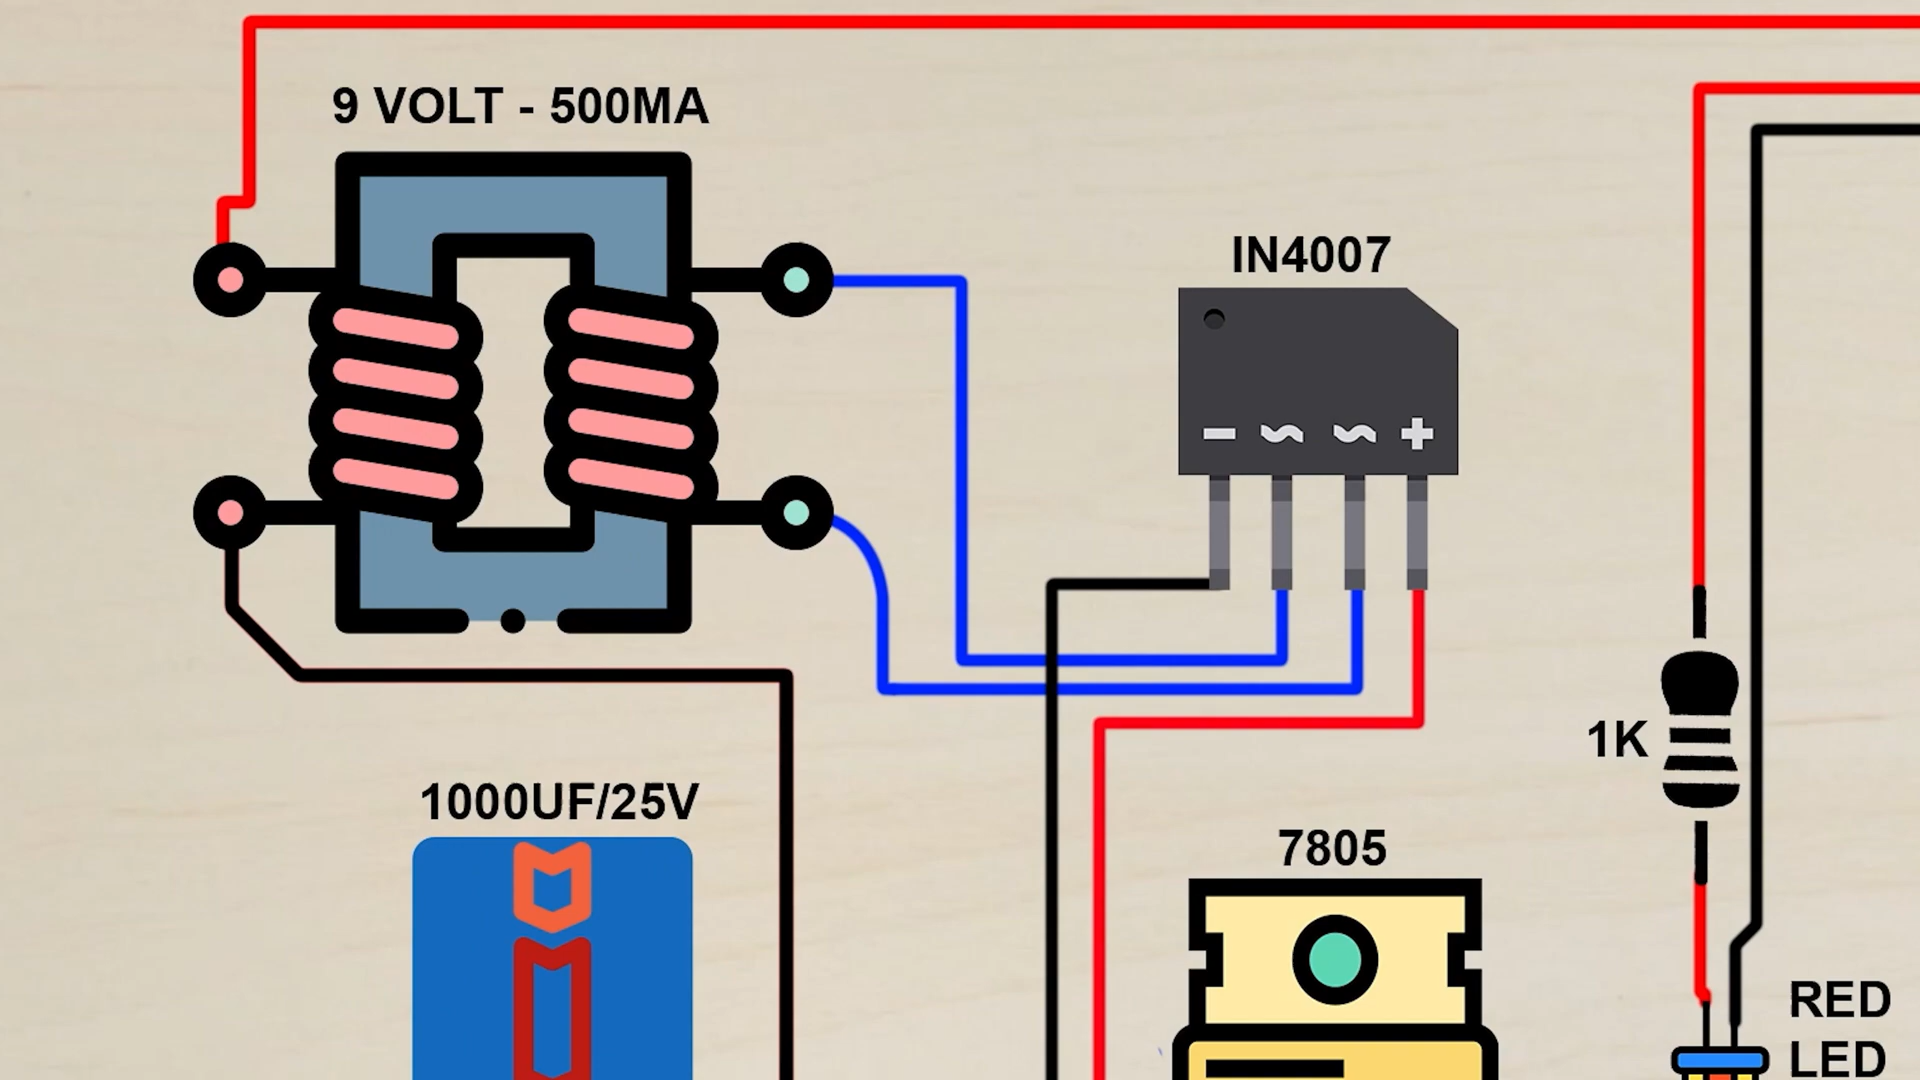 9 VOLT - 500MA
IN4007
− ~ ~ +
1K
1000UF/25V
7805
RED
LED